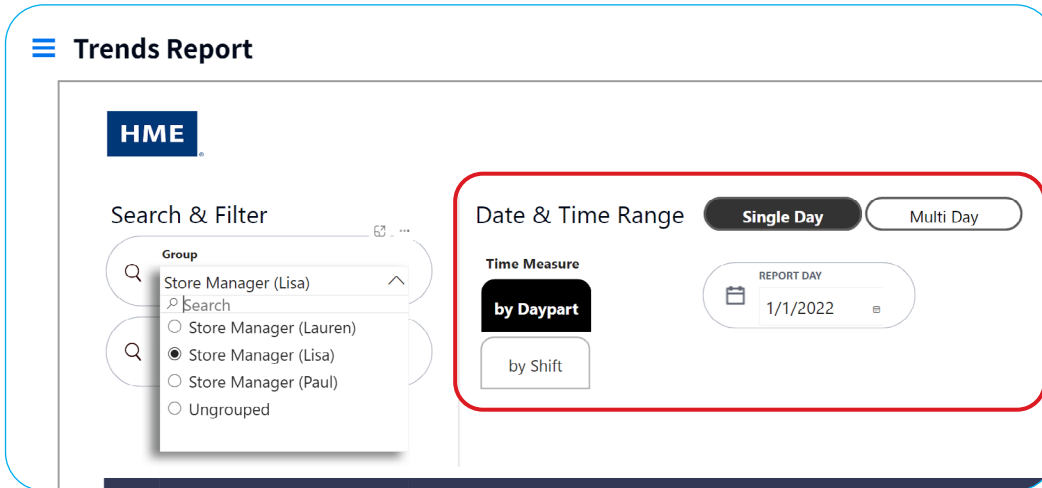 Trends Report
HME
Search & Filter
Group
Store Manager (Lisa)
Search
Store Manager (Lauren)
Store Manager (Lisa)
Store Manager (Paul)
Ungrouped
Date & Time Range
Single Day
Multi Day
Time Measure
by Daypart
by Shift
REPORT DAY
1/1/2022